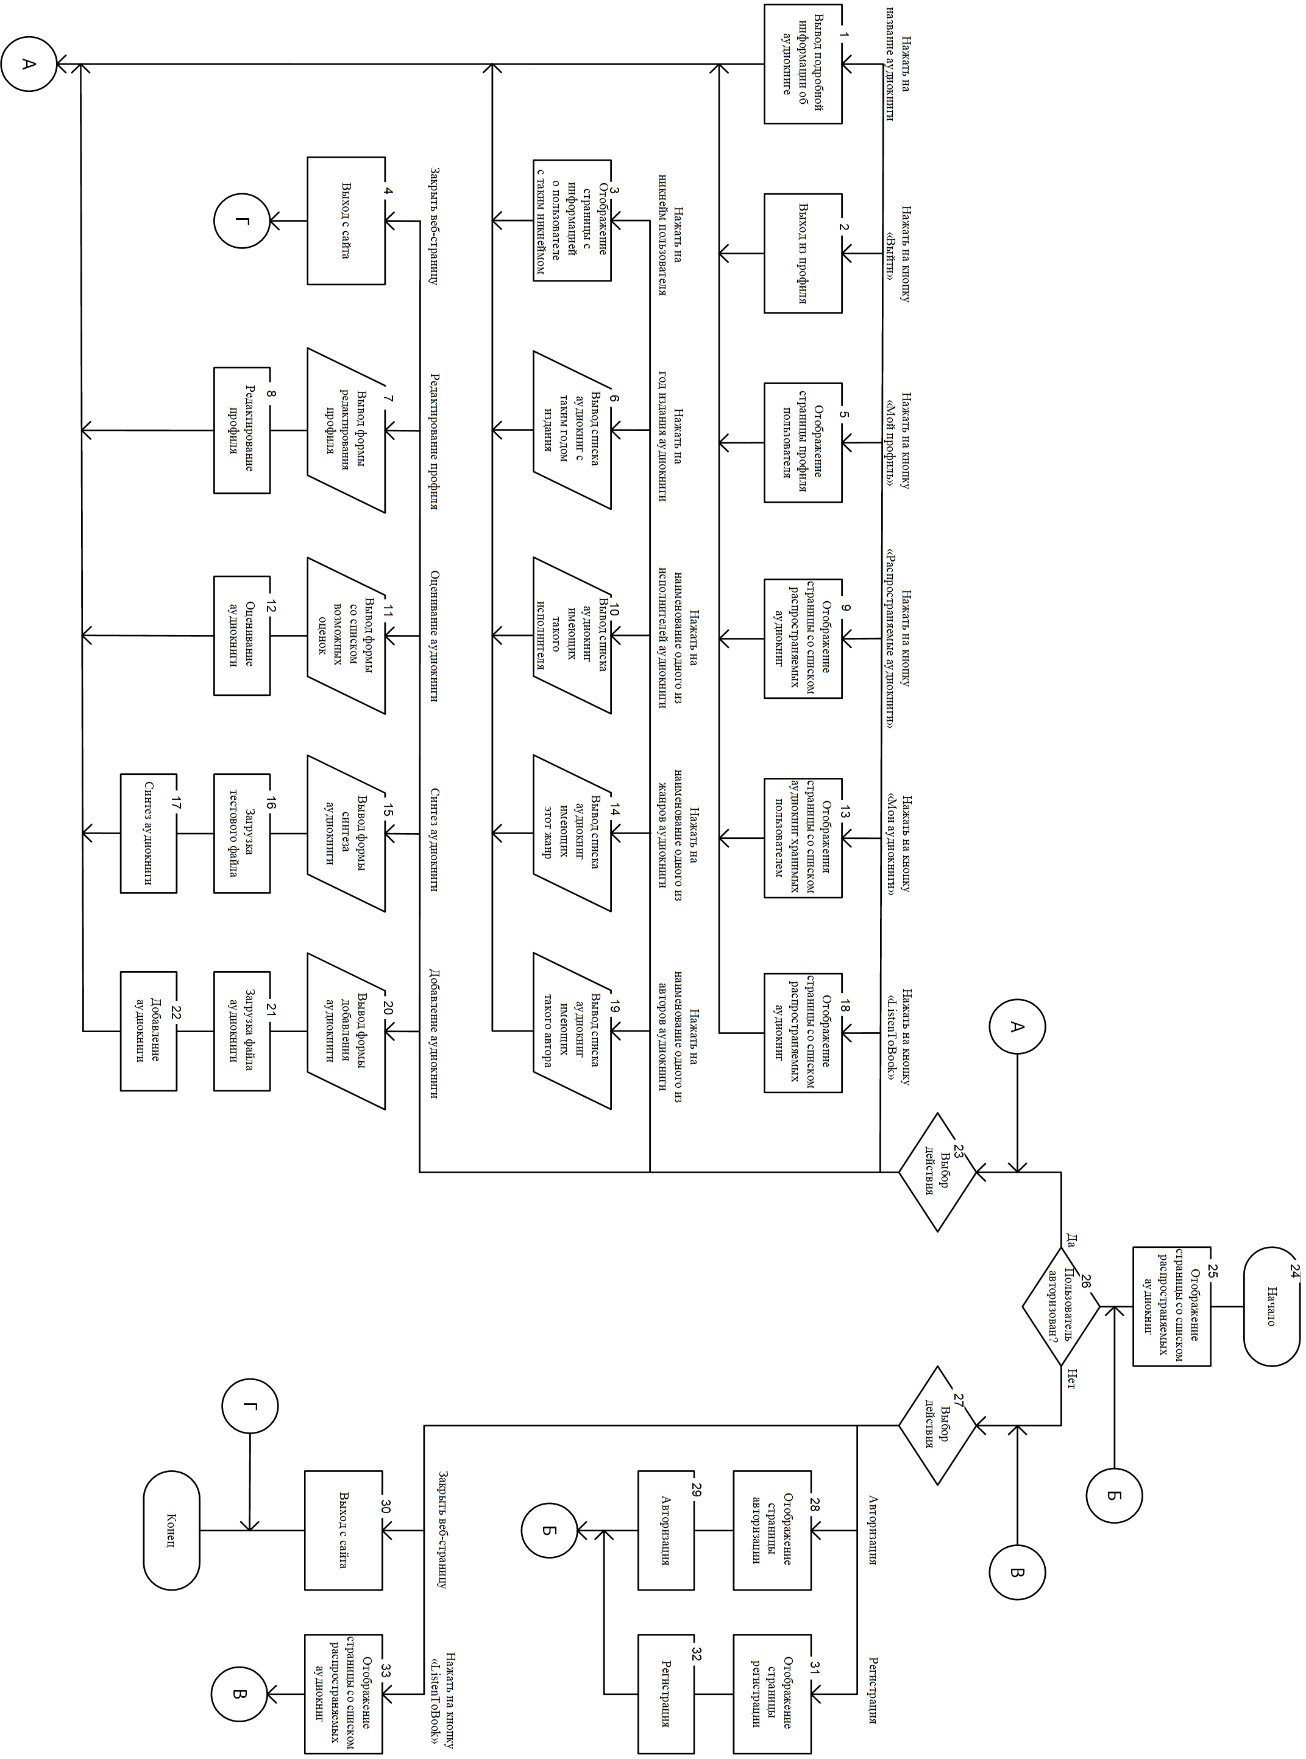 24
Начало
25
Отображение
страницы со списком
распространяемых
аудиокниг
Б
26
Пользователь
авторизован?
Да
Нет
А
В
23
Выбор
действия
27
Выбор
действия
Нажать на
название аудиокниги
Нажать на кнопку
«Выйти»
Нажать на кнопку
«Мой профиль»
Нажать на кнопку
«Распространяемые аудиокниги»
Нажать на кнопку
«Мои аудиокниги»
Нажать на кнопку
«ListenToBook»
1
Вывод подробной
информации об
аудиокниге
2
Выход из профиля
5
Отображение
страницы профиля
пользователя
9
Отображение
страницы со списком
распространяемых
аудиокниг
13
Отображения
страницы со списком
аудиокниг хранимых
пользователем
18
Отображение
страницы со списком
распространяемых
аудиокниг
Нажать на
никнейм пользователя
Нажать на
год издания аудиокниги
Нажать на
наименование одного из
исполнителей аудиокниги
Нажать на
наименование одного из
жанров аудиокниги
Нажать на
наименование одного из
авторов аудиокниги
3
Отображение
страницы с
информацией
о пользователе
с таким никнеймом
6
Вывод списка
аудиокниг с
таким годом
издания
10
Вывод списка
аудиокниг
имеющих
такого
исполнителя
14
Вывод списка
аудиокниг
имеющих
этот жанр
19
Вывод списка
аудиокниг
имеющих
такого автора
Закрыть веб-страницу
Редактирование профиля
Оценивание аудиокниги
Синтез аудиокниги
Добавление аудиокниги
4
Выход с сайта
7
Вывод формы
редактирования
профиля
11
Вывод формы
со списком
возможных
оценок
15
Вывод формы
синтеза
аудиокниги
20
Вывод формы
добавления
аудиокниги
Г
8
Редактирование
профиля
12
Оценивание
аудиокниги
16
Загрузка
тестового файла
21
Загрузка файла
аудиокниги
17
Синтез аудиокниги
22
Добавление
аудиокниги
А
Авторизация
Регистрация
28
Отображение
страницы
авторизации
31
Отображение
страницы
регистрации
29
Авторизация
32
Регистрация
Б
Закрыть веб-страницу
Нажать на кнопку
«ListenToBook»
30
Выход с сайта
33
Отображение
страницы со списком
распространяемых
аудиокниг
Г
В
Конец